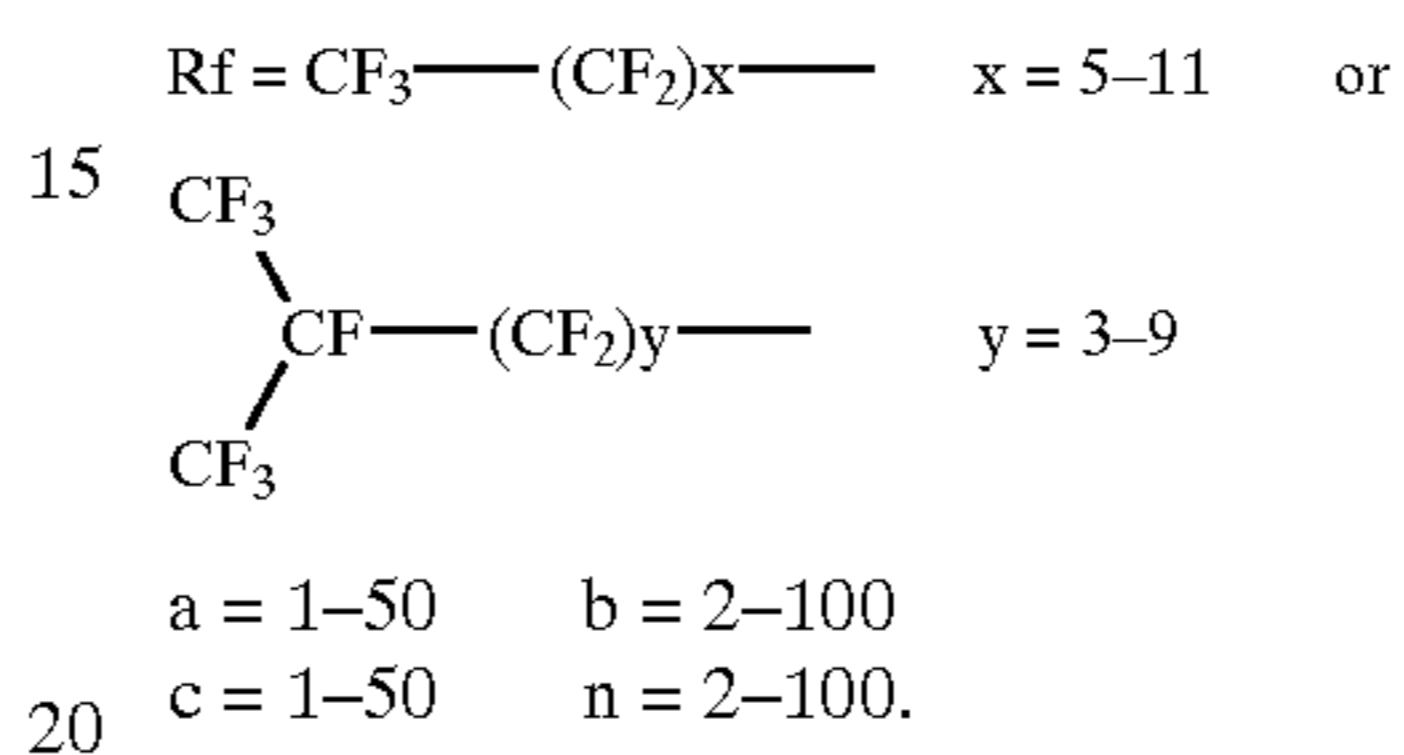 Rf = CF₃—(CF₂)x— x = 5–11 or
15
CF₃
CF—(CF₂)y— y = 3–9
CF₃
a = 1–50 b = 2–100
20 c = 1–50 n = 2–100.